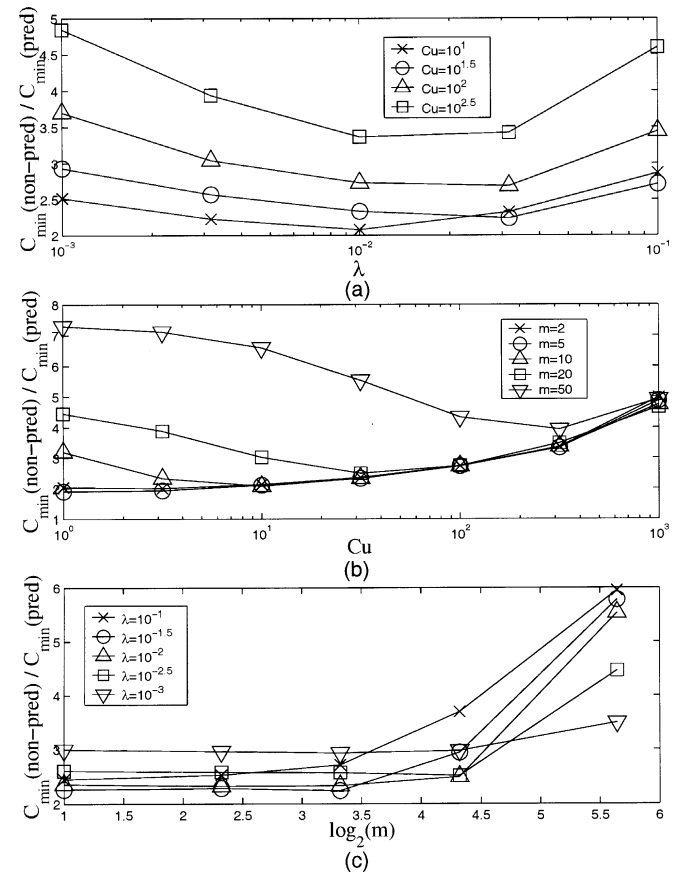 C_min(non-pred) / C_min(pred)
5
4.5
4
3.5
3
2.5
2
Cu=10^1
Cu=10^1.5
Cu=10^2
Cu=10^2.5
10^-3
10^-2
10^-1
λ
(a)
C_min(non-pred) / C_min(pred)
8
7
6
5
4
3
2
1
m=2
m=5
m=10
m=20
m=50
10^0
10^1
10^2
10^3
Cu
(b)
C_min(non-pred) / C_min(pred)
6
5
4
3
2
λ=10^-1
λ=10^-1.5
λ=10^-2
λ=10^-2.5
λ=10^-3
1
1.5
2
2.5
3
3.5
4
4.5
5
5.5
6
log_2(m)
(c)